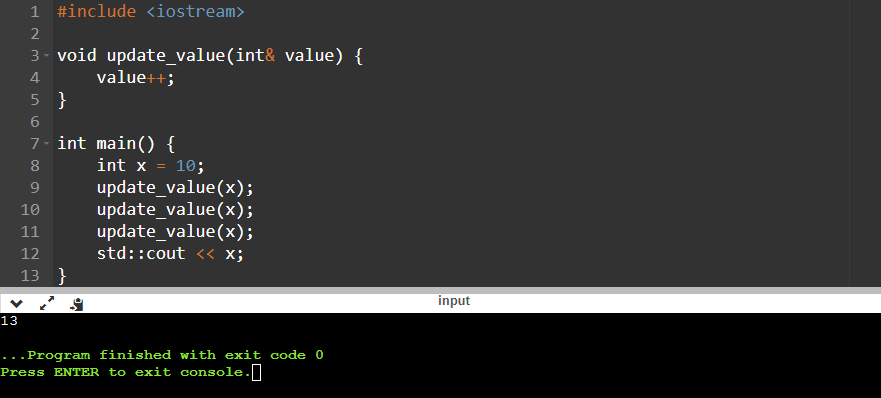 1 #include <iostream>
2
3 void update_value(int& value) {
4     value++;
5 }
6
7 int main() {
8     int x = 10;
9     update_value(x);
10     update_value(x);
11     update_value(x);
12     std::cout << x;
13 }
input
13
...Program finished with exit code 0
Press ENTER to exit console.